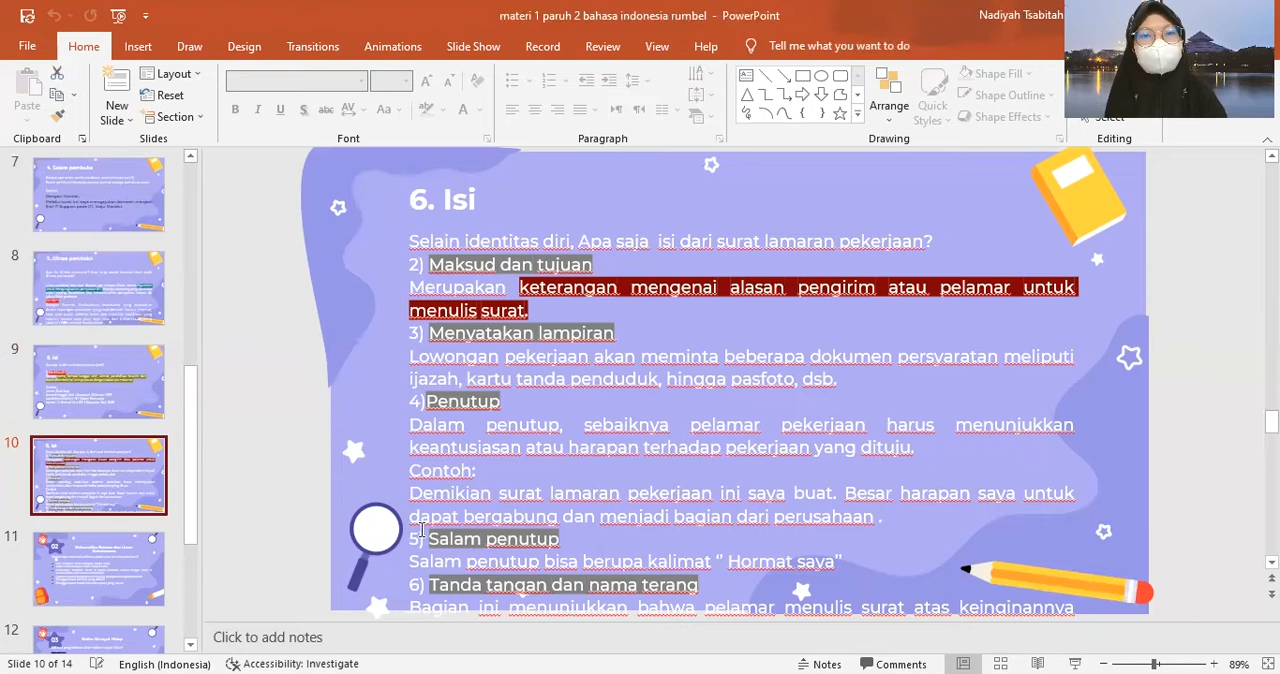 materi 1 paruh 2 bahasa indonesia rumbel - PowerPoint
Nadiyah Tsabitah
File Home Insert Draw Design Transitions Animations Slide Show Record Review View Help Tell me what you want to do
Paste
New
Slide
Layout
Reset
Section
Arrange
Quick
Styles
Shape Fill
Shape Outline
Shape Effects
Select
Clipboard Slides Font Paragraph Drawing Editing
7
8
9
10
11
12
6. Isi
Selain identitas diri, Apa saja isi dari surat lamaran pekerjaan?
2) Maksud dan tujuan
Merupakan keterangan mengenai alasan pengirim atau pelamar untuk
menulis surat.
3) Menyatakan lampiran
Lowongan pekerjaan akan meminta beberapa dokumen persyaratan meliputi
ijazah, kartu tanda penduduk, hingga pasfoto, dsb.
4)Penutup
Dalam penutup, sebaiknya pelamar pekerjaan harus menunjukkan
keantusiasan atau harapan terhadap pekerjaan yang dituju.
Contoh:
Demikian surat lamaran pekerjaan ini saya buat. Besar harapan saya untuk
dapat bergabung dan menjadi bagian dari perusahaan .
5) Salam penutup
Salam penutup bisa berupa kalimat “ Hormat saya”
6) Tanda tangan dan nama terang
Bagian ini menunjukkan bahwa pelamar menulis surat atas keinginannya
Click to add notes
Slide 10 of 14 English (Indonesia) Accessibility: Investigate Notes Comments 89%